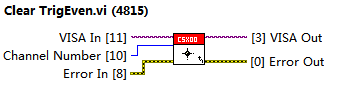 Clear TrigEven.vi (4815)
VISA In [11]
CSX00
[3] VISA Out
Channel Number [10]
Error In [8]
[0] Error Out